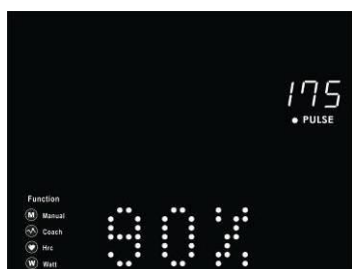 175
PULSE
Function
M Manual
Coach
Hrc
W Watt
90%